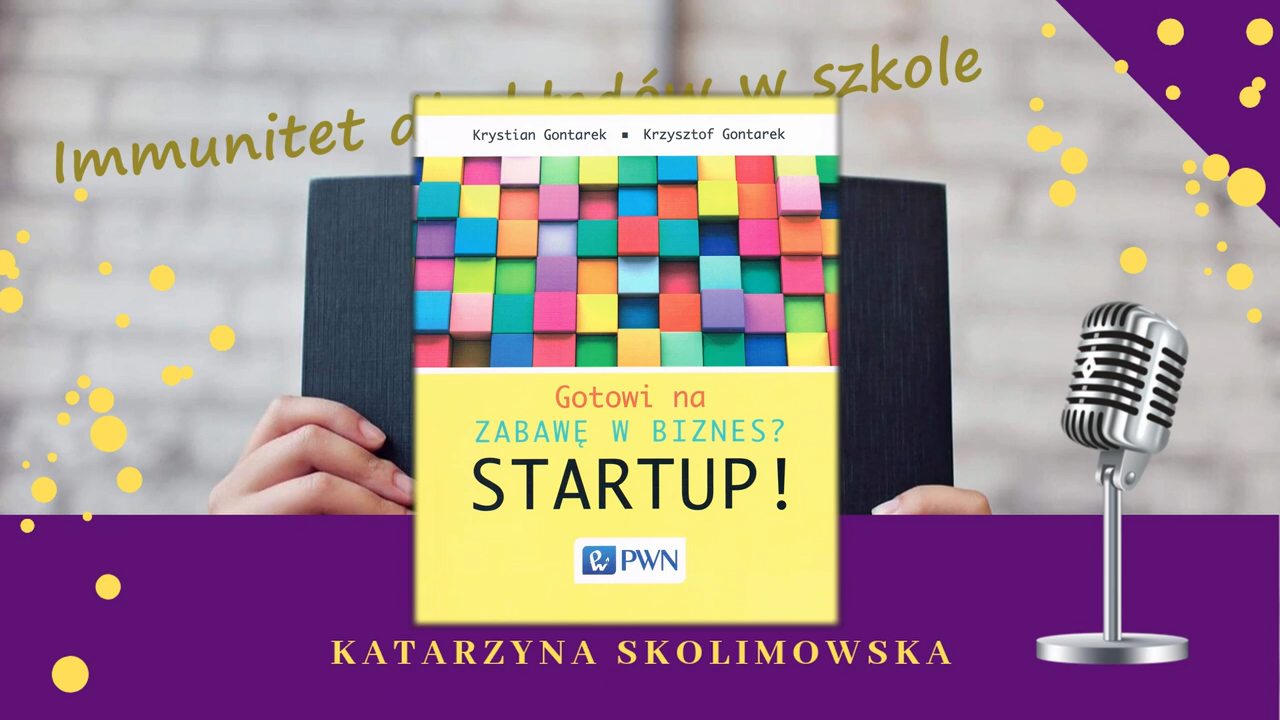 Immunitet w szkole
Krystian Gontarek ▪ Krzysztof Gontarek
Gotowi na
ZABAWĘ W BIZNES?
STARTUP!
PWN
KATARZYNA SKOLIMOWSKA